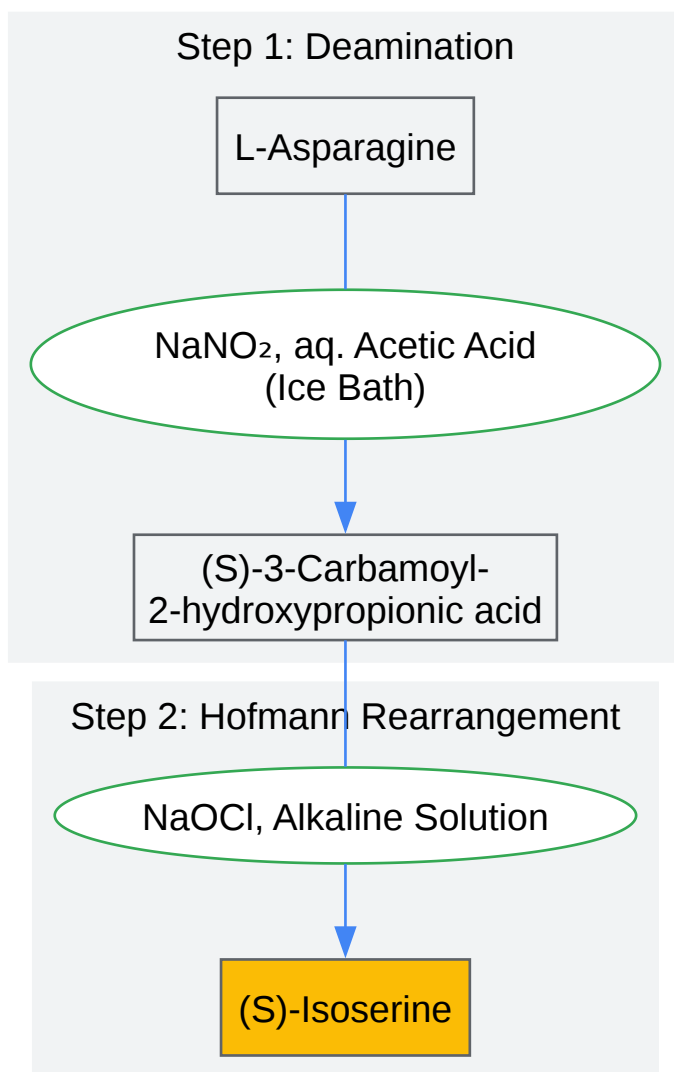 Step 1: Deamination
L-Asparagine
NaNO₂, aq. Acetic Acid
(Ice Bath)
(S)-3-Carbamoyl-
2-hydroxypropionic acid
Step 2: Hofmann Rearrangement
NaOCl, Alkaline Solution
(S)-Isoserine